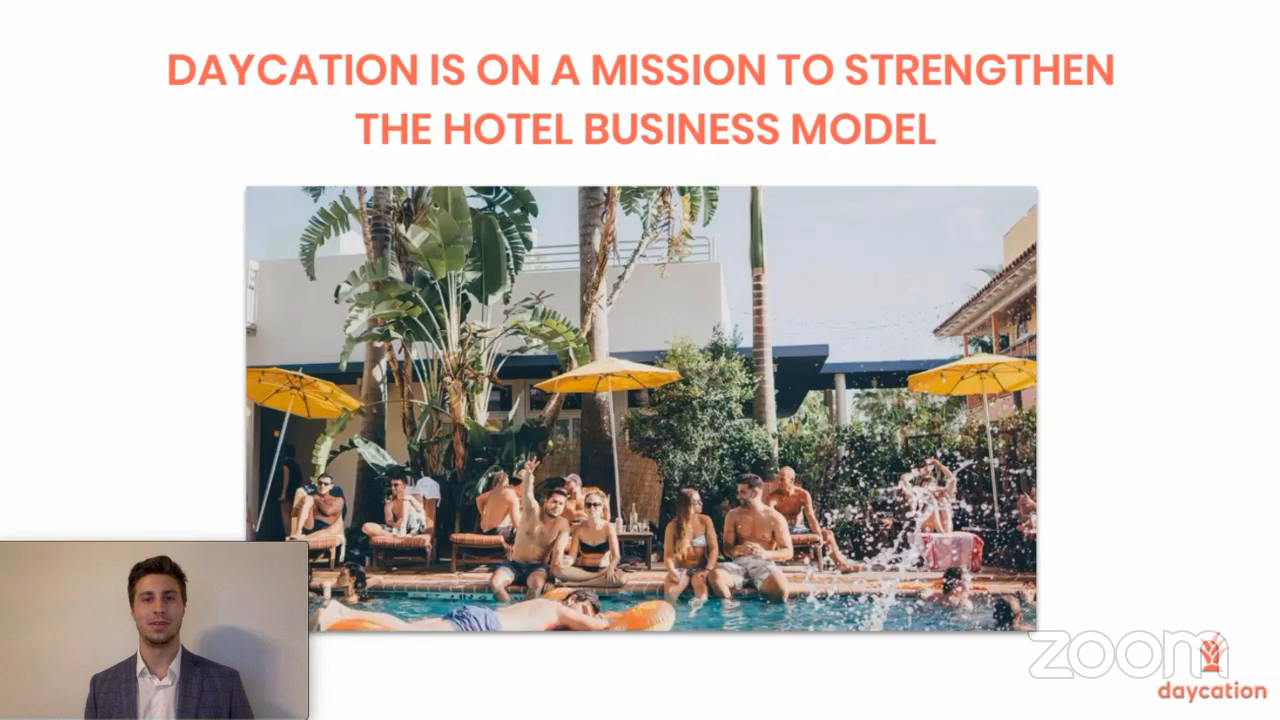 DAYCATION IS ON A MISSION TO STRENGTHEN
THE HOTEL BUSINESS MODEL
zoom
daycation